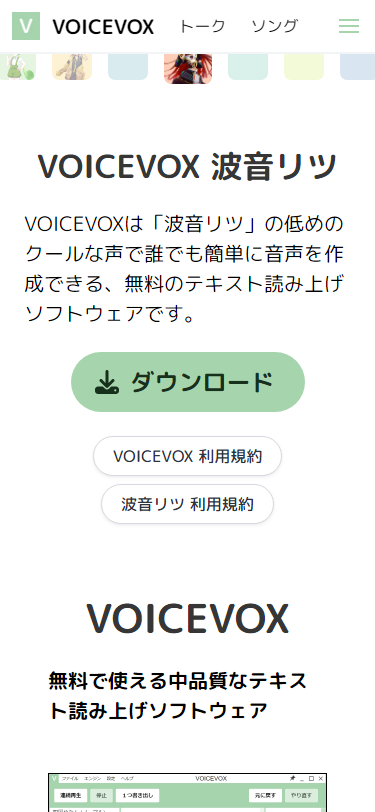 V VOICEVOX トーク ソング
VOICEVOX 波音リツ
VOICEVOXは「波音リツ」の低めの
クールな声で誰でも簡単に音声を作
成できる、無料のテキスト読み上げ
ソフトウェアです。
ダウンロード
VOICEVOX 利用規約
波音リツ 利用規約
VOICEVOX
無料で使える中品質なテキス
ト読み上げソフトウェア
V ファイル エンジン 設定 ヘルプ VOICEVOX
連続再生 停止 1つ書き出し 元に戻す やり直す